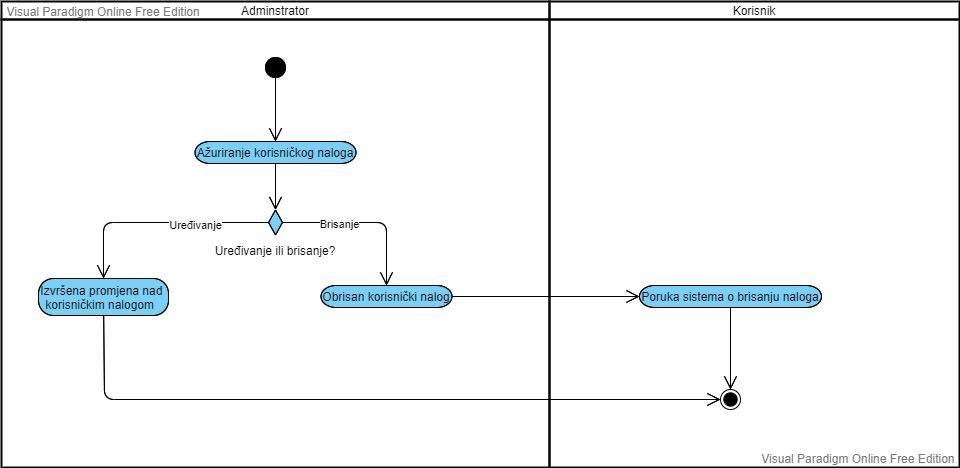 Visual Paradigm Online Free Edition
Adminstrator
Korisnik
Ažuriranje korisničkog naloga
Uređivanje
Brisanje
Uređivanje ili brisanje?
Izvršena promjena nad
korisničkim nalogom
Obrisan korisnički nalog
Poruka sistema o brisanju naloga
Visual Paradigm Online Free Edition